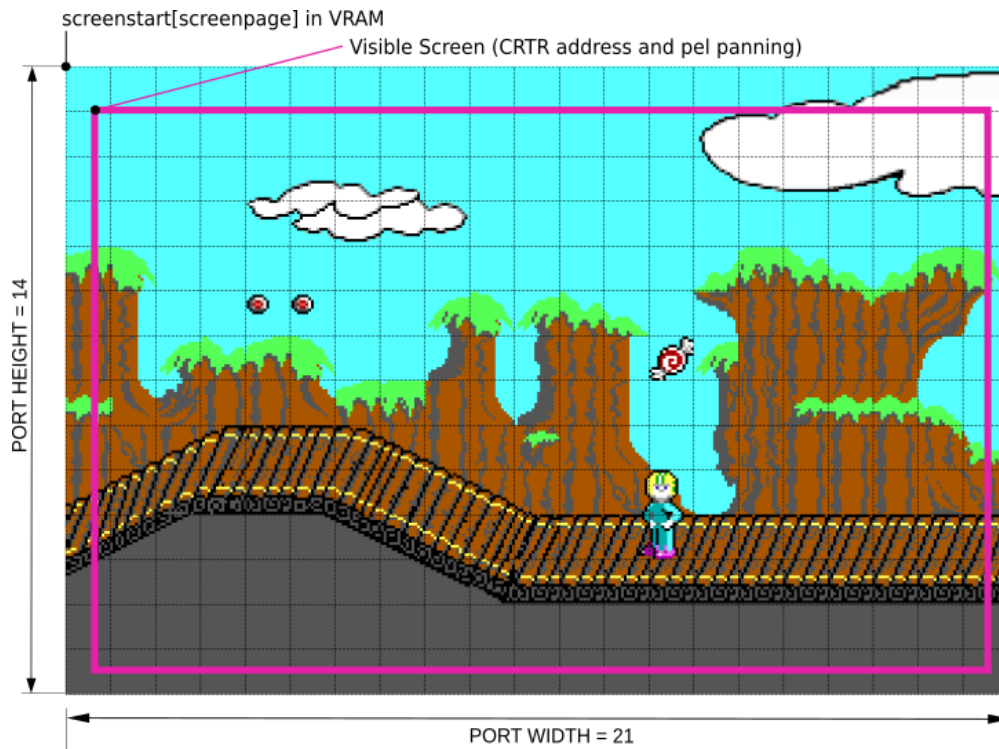 screenstart[screenpage] in VRAM
Visible Screen (CRTR address and pel panning)
PORT HEIGHT = 14
PORT WIDTH = 21